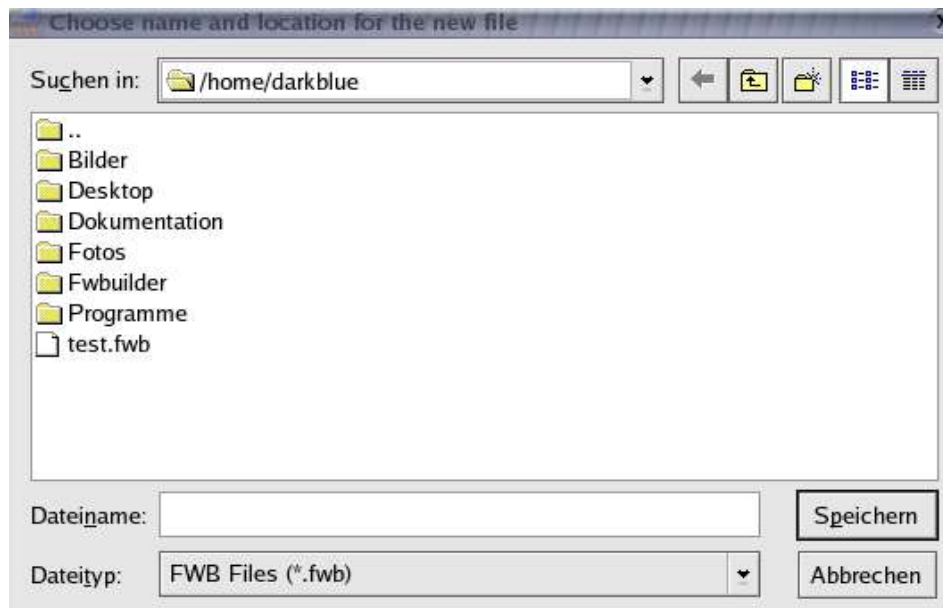 Choose name and location for the new file
Suchen in: /home/darkblue
..
Bilder
Desktop
Dokumentation
Fotos
Fwbuilder
Programme
test.fwb
Dateiname: Speichern
Dateityp: FWB Files (*.fwb) Abbrechen